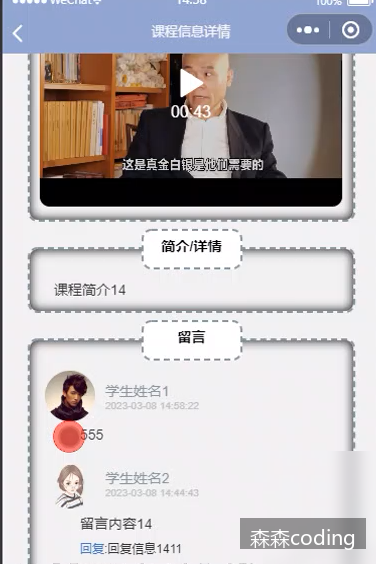 WeChat 14:58 100%
课程信息详情
00:43
这是真金白银是他们需要的
简介/详情
课程简介14
留言
学生姓名1
2023-03-08 14:58:22
555
学生姓名2
2023-03-08 14:44:43
留言内容14
森森coding
回复:回复信息1411